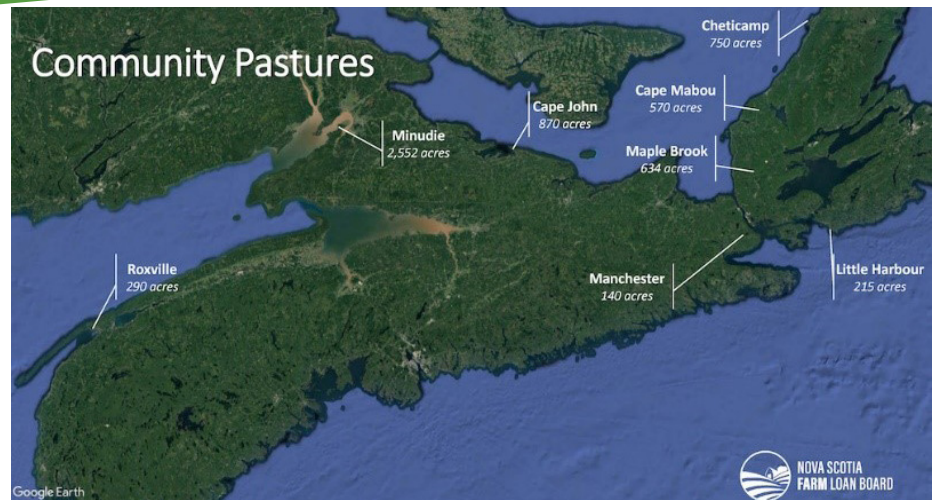 Community Pastures
Cheticamp
750 acres
Cape Mabou
570 acres
Cape John
870 acres
Minudie
2,552 acres
Maple Brook
634 acres
Roxville
290 acres
Manchester
140 acres
Little Harbour
215 acres
NOVA SCOTIA
FARM LOAN BOARD
Google Earth